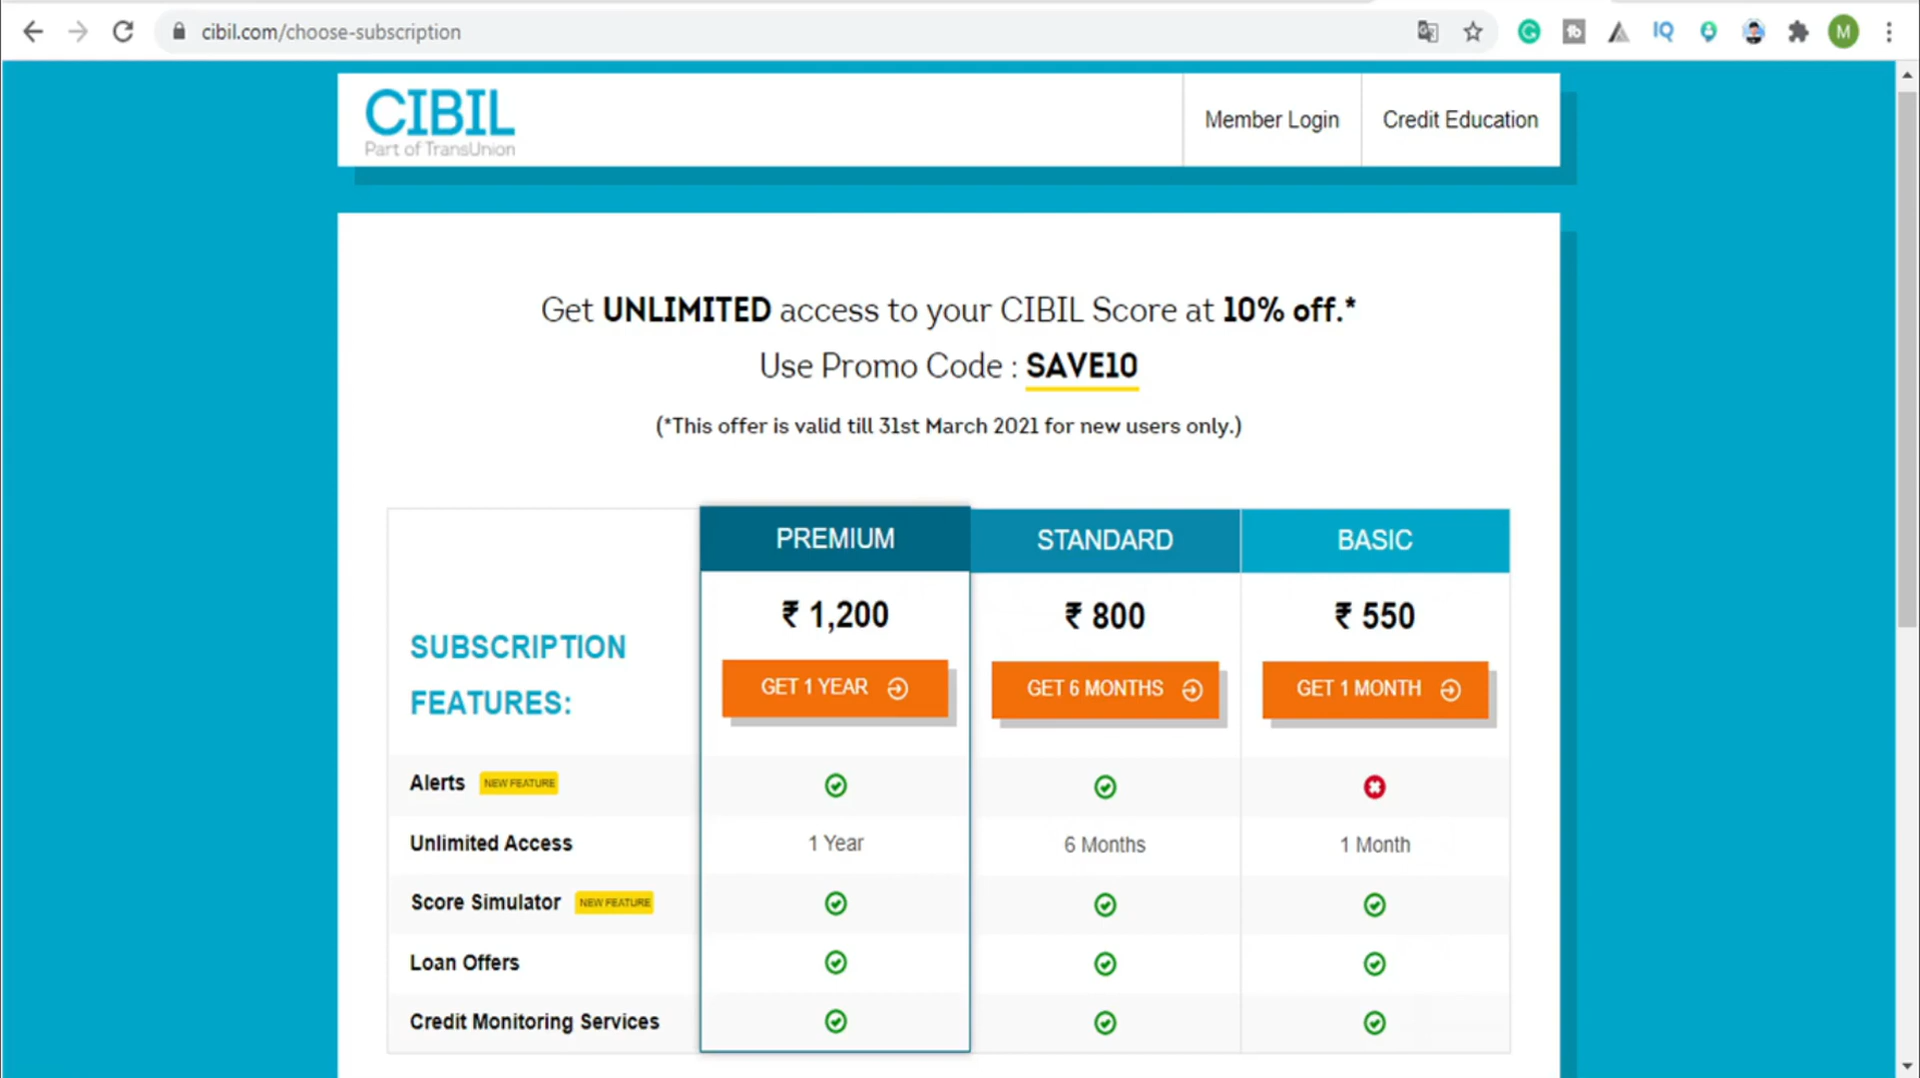 cibil.com/choose-subscription
IQ
M
CIBIL
Part of TransUnion
Member Login
Credit Education
Get UNLIMITED access to your CIBIL Score at 10% off.*
Use Promo Code : SAVE10
(*This offer is valid till 31st March 2021 for new users only.)
PREMIUM
STANDARD
BASIC
₹ 1,200
₹ 800
₹ 550
SUBSCRIPTION
FEATURES:
GET 1 YEAR
GET 6 MONTHS
GET 1 MONTH
Alerts NEW FEATURE
Unlimited Access 1 Year 6 Months 1 Month
Score Simulator NEW FEATURE
Loan Offers
Credit Monitoring Services